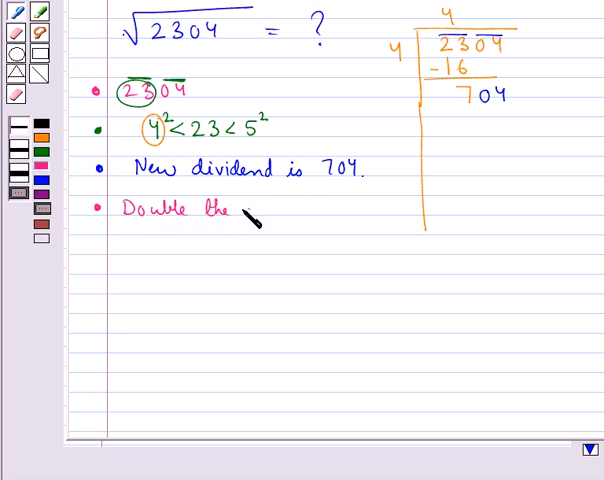 √2304 = ?
2304
4² < 23 < 5²
New dividend is 704.
Double the
4
4 2304
-16
704